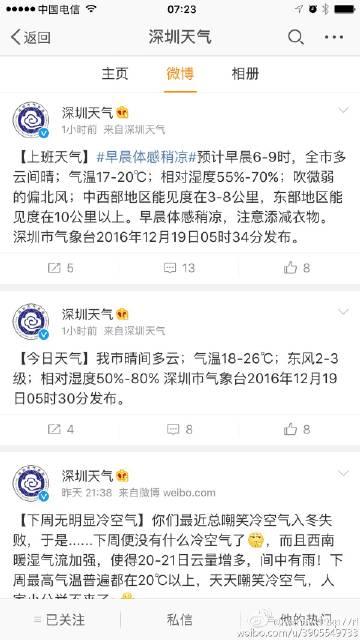 中国电信 07:23
返回 深圳天气
主页 微博 相册
深圳天气
1小时前 来自深圳天气
【上班天气】#早晨体感稍凉#预计早晨6-9时，全市多
云间晴；气温17-20℃；相对湿度55%-70%；吹微弱
的偏北风；中西部地区能见度在3-8公里，东部地区能
见度在10公里以上。早晨体感稍凉，注意添减衣物。
深圳市气象台2016年12月19日05时34分发布。
5 13 8
深圳天气
1小时前 来自深圳天气
【今日天气】我市晴间多云；气温18-26℃；东风2-3
级；相对湿度50%-80% 深圳市气象台2016年12月19
日05时30分发布。
4 8 8
深圳天气
昨天 21:38 来自微博 weibo.com
【下周无明显冷空气】你们最近总嘲笑冷空气入冬失
败，于是......下周便没有什么冷空气了，而且西南
暖湿气流加强，使得20-21日云量增多，间中有雨！下
周最高气温普遍都在20℃以上，天天嘲笑冷空气，人
已关注 私信 他的热门
weibo.com/u/3905549733